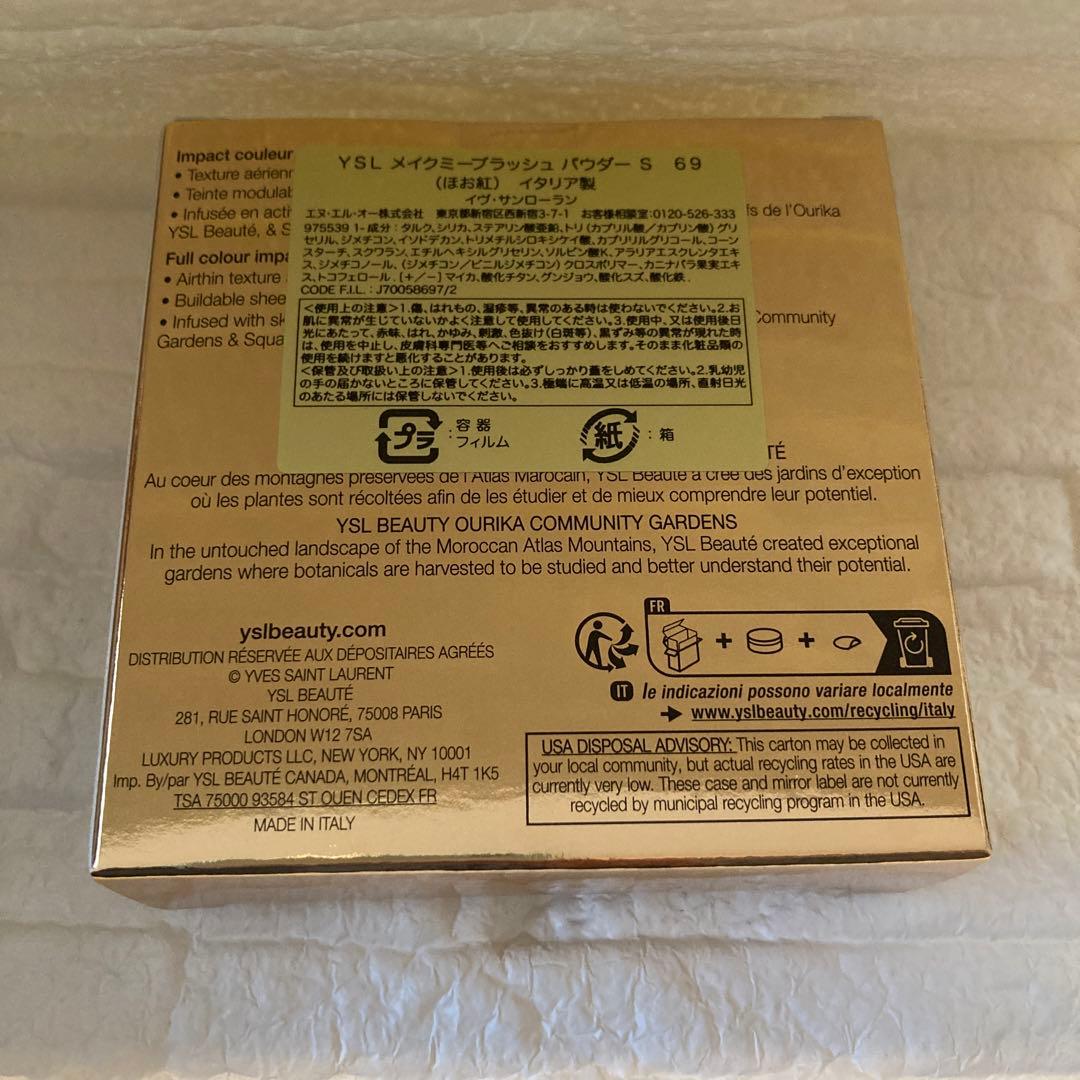 Impact couleur
• Texture aérienn
• Teinte modulab
• Infusée en acti
fs de l'Ourika
YSL Beauté, & S
Full colour impa
• Airthin texture
• Buildable shee
• Infused with sk
Community
Gardens & Squa
YSL メイクミーブラッシュ パウダー S 69
(ほお紅) イタリア製
イヴ・サンローラン
エヌ・エル・オー株式会社 東京都新宿区西新宿3-7-1 お客様相談室:0120-526-333
975539 1-成分:タルク、シリカ、ステアリン酸亜鉛、トリ(カプリル酸/カプリン酸)グリ
セリル、ジメチコン、イソドデカン、トリメチルシロキシケイ酸、カプリリルグリコール、コーン
スターチ、スクワラン、エチルヘキシルグリセリン、ソルビン酸K、アラリアエスクレンタエキ
ス、ジメチコノール、(ジメチコン/ビニルジメチコン)クロスポリマー、カニナバラ果実エキ
ス、トコフェロール.[+/-]マイカ、酸化チタン、グンジョウ、酸化スズ、酸化鉄.
CODE F.I.L. : J70058697/2
<使用上の注意>1.傷、はれもの、湿疹等、異常のある時は使わないでください。2.お
肌に異常が生じていないかよく注意して使用してください。3.使用中、又は使用後日
光にあたって、赤味、はれ、かゆみ、刺激、色抜け(白斑等)、黒ずみ等の異常が現れた時
は、使用を中止し、皮膚科専門医等へご相談をおすすめします。そのまま化粧品類の
使用を続けますと悪化することがあります。
<保管及び取扱い上の注意>1.使用後は必ずしっかり蓋をしめてください。2.乳幼児
の手の届かないところに保管してください。3.極端に高温又は低温の場所、直射日光
のあたる場所には保管しないでください。
プラ : 容器 フィルム
紙 : 箱
TÉ
Au coeur des montagnes préservées de l'Atlas Marocain, YSL Beauté a créé des jardins d'exception
où les plantes sont récoltées afin de les étudier et de mieux comprendre leur potentiel.
YSL BEAUTY OURIKA COMMUNITY GARDENS
In the untouched landscape of the Moroccan Atlas Mountains, YSL Beauté created exceptional
gardens where botanicals are harvested to be studied and better understand their potential.
yslbeauty.com
DISTRIBUTION RÉSERVÉE AUX DÉPOSITAIRES AGRÉÉS
© YVES SAINT LAURENT
YSL BEAUTÉ
281, RUE SAINT HONORÉ, 75008 PARIS
LONDON W12 7SA
LUXURY PRODUCTS LLC, NEW YORK, NY 10001
Imp. By/par YSL BEAUTÉ CANADA, MONTRÉAL, H4T 1K5
TSA 75000 93584 ST OUEN CEDEX FR
MADE IN ITALY
FR
+ +
IT le indicazioni possono variare localmente
➔ www.yslbeauty.com/recycling/italy
USA DISPOSAL ADVISORY: This carton may be collected in
your local community, but actual recycling rates in the USA are
currently very low. These case and mirror label are not currently
recycled by municipal recycling program in the USA.